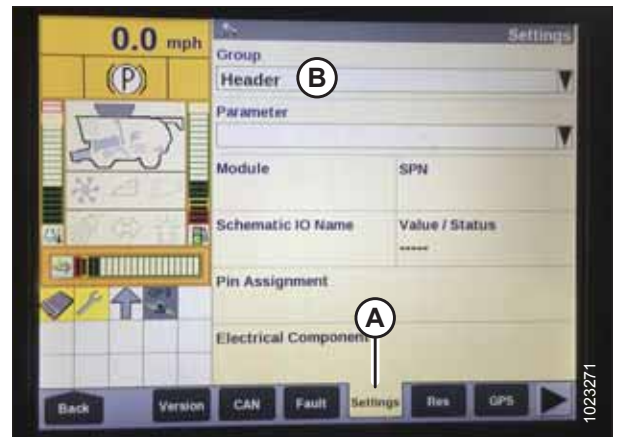 0.0 mph
Settings
(P)
Group
Header
B
Parameter
Module
SPN
Schematic IO Name
Value / Status
-----
Pin Assignment
A
Electrical Component
Back
Version
CAN
Fault
Settings
Res
GPS
1023271